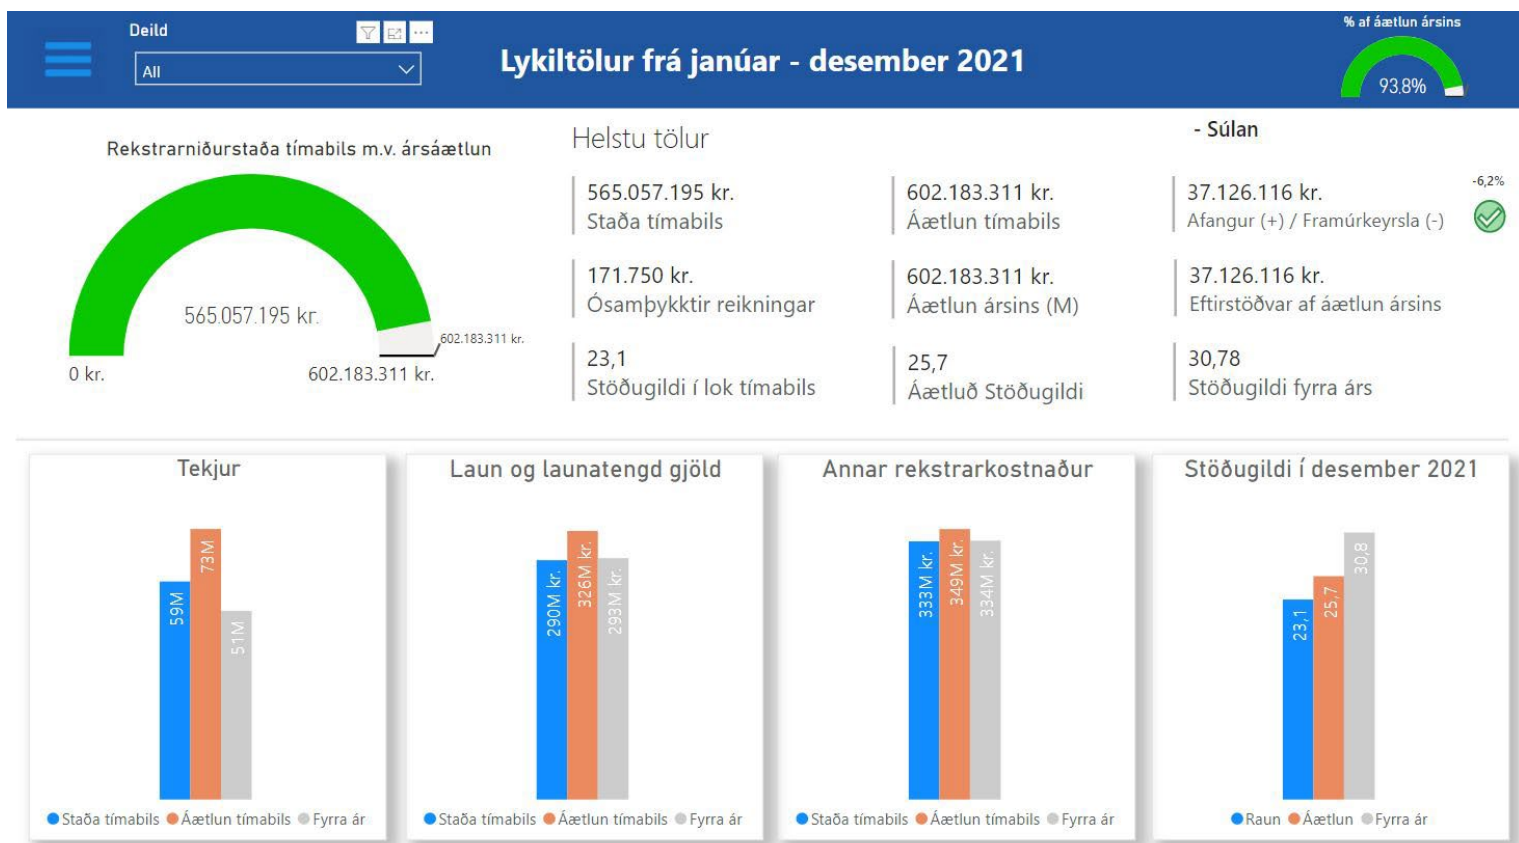 Deild
All
Lykiltölur frá janúar - desember 2021
% af áætlun ársins
93.8%
Rekstrarniðurstaða tímabils m.v. ársáætlun
565.057.195 kr.
602.183.311 kr.
0 kr.
602.183.311 kr.
Helstu tölur
- Súlan
565.057.195 kr.
Staða tímabils
602.183.311 kr.
Áætlun tímabils
37.126.116 kr.
Afangur (+) / Framúrkeyrsla (-)
-6,2%
171.750 kr.
Ósamþykktir reikningar
602.183.311 kr.
Áætlun ársins (M)
37.126.116 kr.
Eftirstöðvar af áætlun ársins
23,1
Stöðugildi í lok tímabils
25,7
Áætluð Stöðugildi
30,78
Stöðugildi fyrra árs
Tekjur
59M
73M
51M
Staða tímabils Áætlun tímabils Fyrra ár
Laun og launatengd gjöld
290M kr.
326M kr.
293M kr.
Staða tímabils Áætlun tímabils Fyrra ár
Annar rekstrarkostnaður
333M kr.
349M kr.
334M kr.
Staða tímabils Áætlun tímabils Fyrra ár
Stöðugildi í desember 2021
23,1
25,7
30,8
Raun Áætlun Fyrra ár